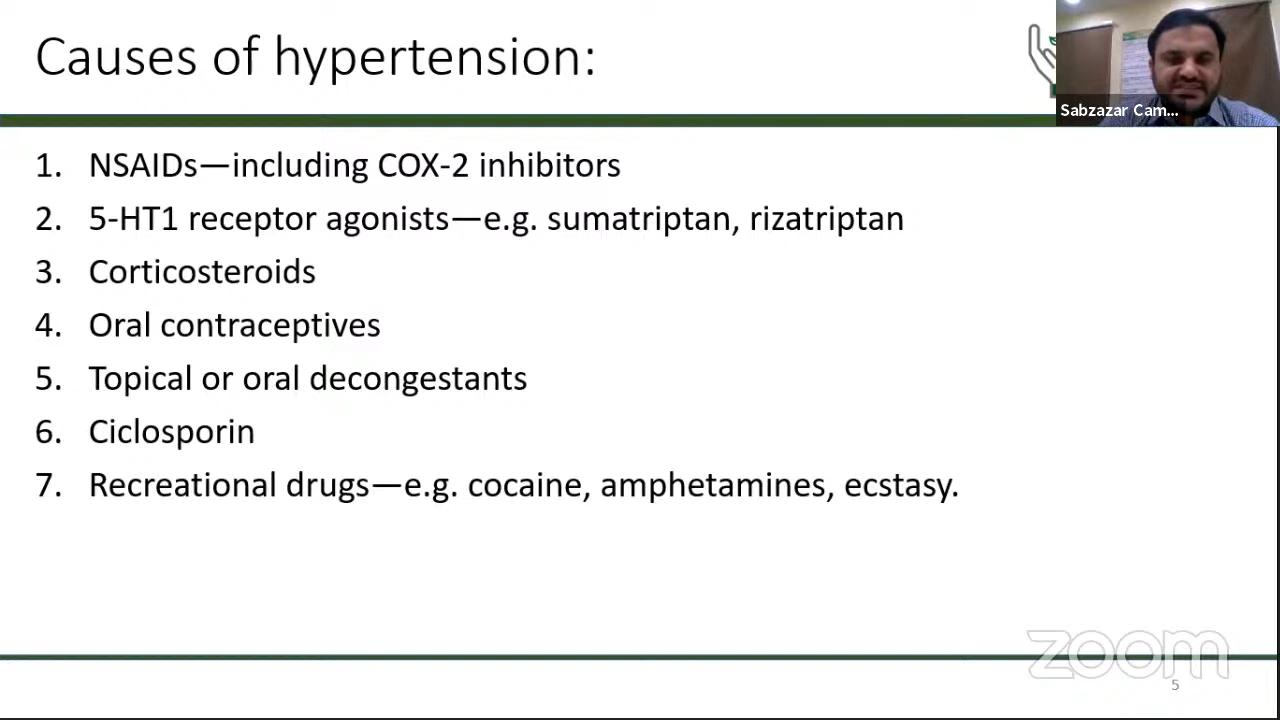 Causes of hypertension:
Sabzazar Cam...
1. NSAIDs—including COX-2 inhibitors
2. 5-HT1 receptor agonists—e.g. sumatriptan, rizatriptan
3. Corticosteroids
4. Oral contraceptives
5. Topical or oral decongestants
6. Ciclosporin
7. Recreational drugs—e.g. cocaine, amphetamines, ecstasy.
zoom
5